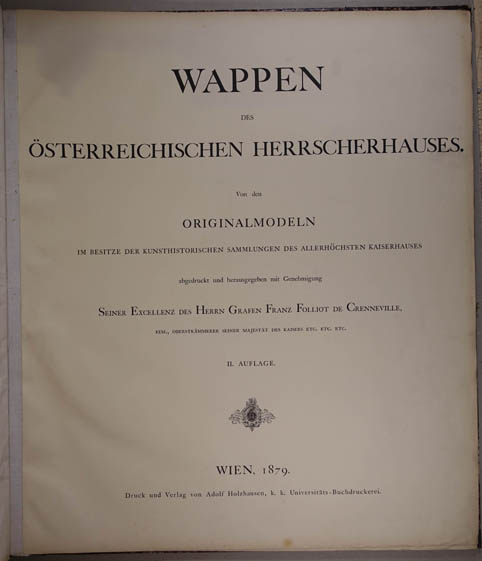 WAPPEN
DES
ÖSTERREICHISCHEN HERRSCHERHAUSES.
Von den
ORIGINALMODELN
IM BESITZE DER KUNSTHISTORISCHEN SAMMLUNGEN DES ALLERHÖCHSTEN KAISERHAUSES
abgedruckt und herausgegeben mit Genehmigung
SEINER EXCELLENZ DES HERRN GRAFEN FRANZ FOLLIOT DE CRENNEVILLE,
FZM., OBERSTKÄMMERER SEINER MAJESTÄT DES KAISERS ETC. ETC. ETC.
II. AUFLAGE.
WIEN, 1879.
Druck und Verlag von Adolf Holzhausen, k. k. Universitäts-Buchdruckerei.